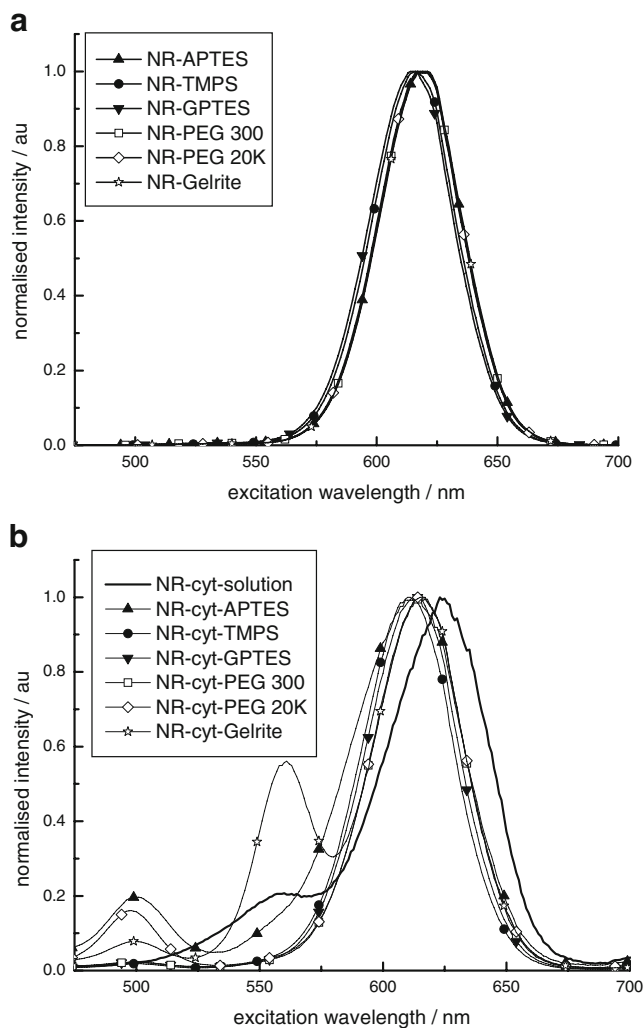 a
NR-APTES
NR-TMPS
NR-GPTES
NR-PEG 300
NR-PEG 20K
NR-Gelrite
normalised intensity / au
1.0
0.8
0.6
0.4
0.2
0.0
500 550 600 650 700
excitation wavelength / nm
b
NR-cyt-solution
NR-cyt-APTES
NR-cyt-TMPS
NR-cyt-GPTES
NR-cyt-PEG 300
NR-cyt-PEG 20K
NR-cyt-Gelrite
normalised intensity / au
1.0
0.8
0.6
0.4
0.2
0.0
500 550 600 650 700
excitation wavelength / nm